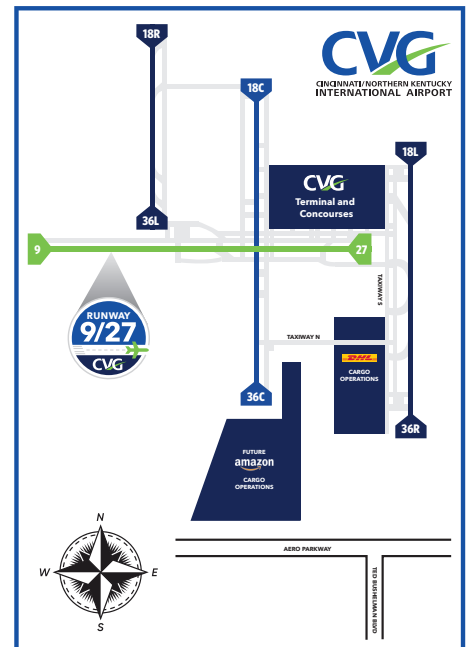 18R
CVG
CINCINNATI/NORTHERN KENTUCKY
INTERNATIONAL AIRPORT
18C
18L
CVG
Terminal and
Concourses
36L
9
27
TAXIWAY S
RUNWAY
9/27
CVG
TAXIWAY N
DHL
CARGO
OPERATIONS
36C
36R
FUTURE
amazon
CARGO
OPERATIONS
N
W
E
S
AERO PARKWAY
TED BUSHELMAN BLVD